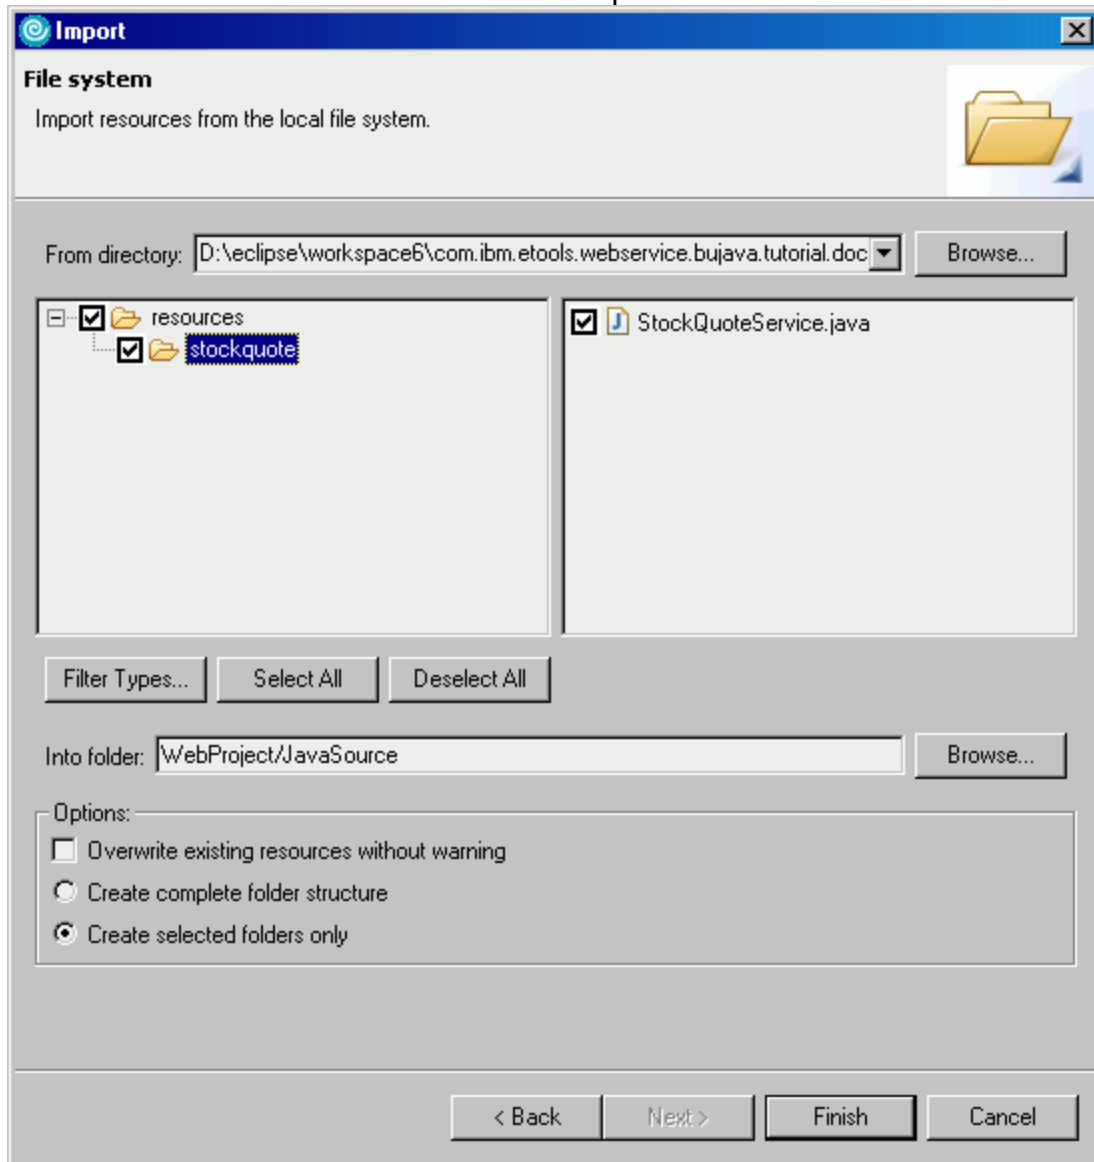 Import
File system
Import resources from the local file system.
From directory: D:\eclipse\workspace6\com.ibm.etools.webservice.bujava.tutorial.doc Browse...
resources
stockquote
StockQuoteService.java
Filter Types... Select All Deselect All
Into folder: WebProject/JavaSource Browse...
Options:
Overwrite existing resources without warning
Create complete folder structure
Create selected folders only
< Back Next > Finish Cancel